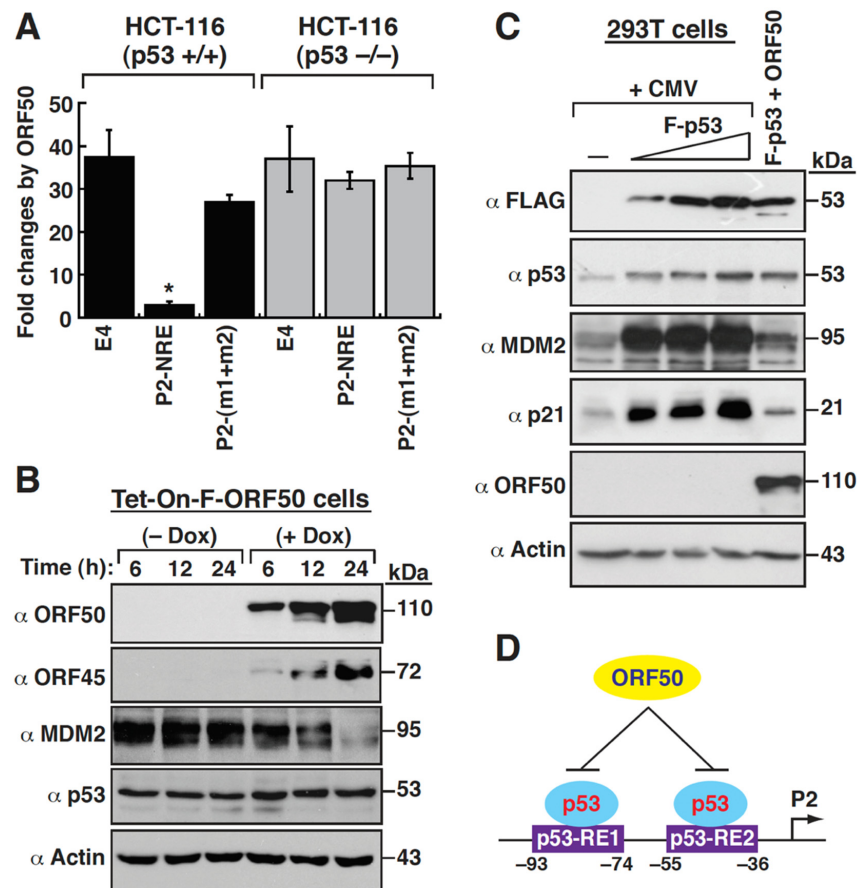 A
HCT-116
(p53 +/+)
HCT-116
(p53 –/–)
Fold changes by ORF50
50
40
30
20
10
0
*
E4
P2-NRE
P2-(m1+m2)
E4
P2-NRE
P2-(m1+m2)
B
Tet-On-F-ORF50 cells
(– Dox) (+ Dox)
Time (h): 6 12 24 6 12 24 kDa
α ORF50 110
α ORF45 72
α MDM2 95
α p53 53
α Actin 43
C
293T cells
+ CMV
F-p53
F-p53 + ORF50
– kDa
α FLAG 53
α p53 53
α MDM2 95
α p21 21
α ORF50 110
α Actin 43
D
ORF50
p53 p53 P2
p53-RE1 p53-RE2
–93 –74 –55 –36